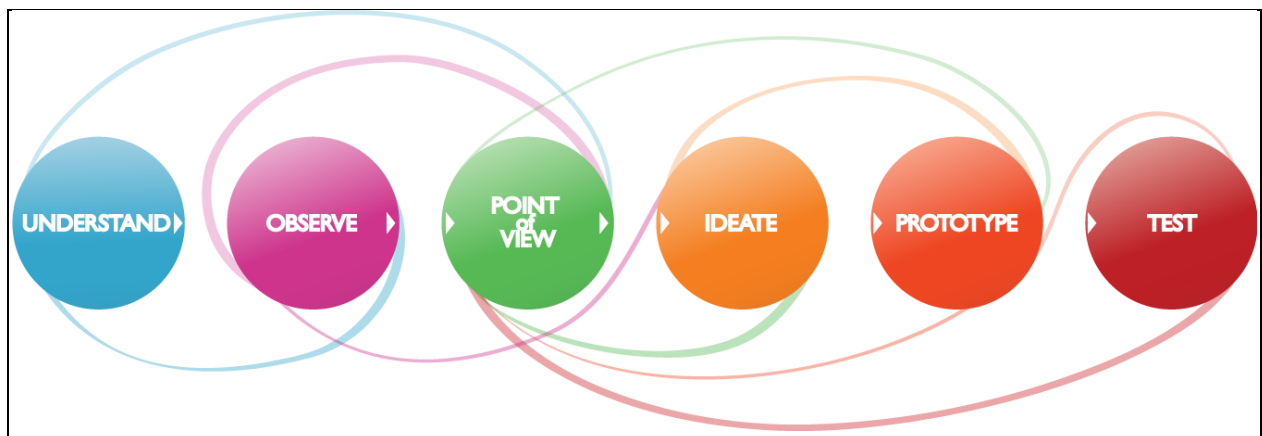 UNDERSTAND
OBSERVE
POINT
of
VIEW
IDEATE
PROTOTYPE
TEST